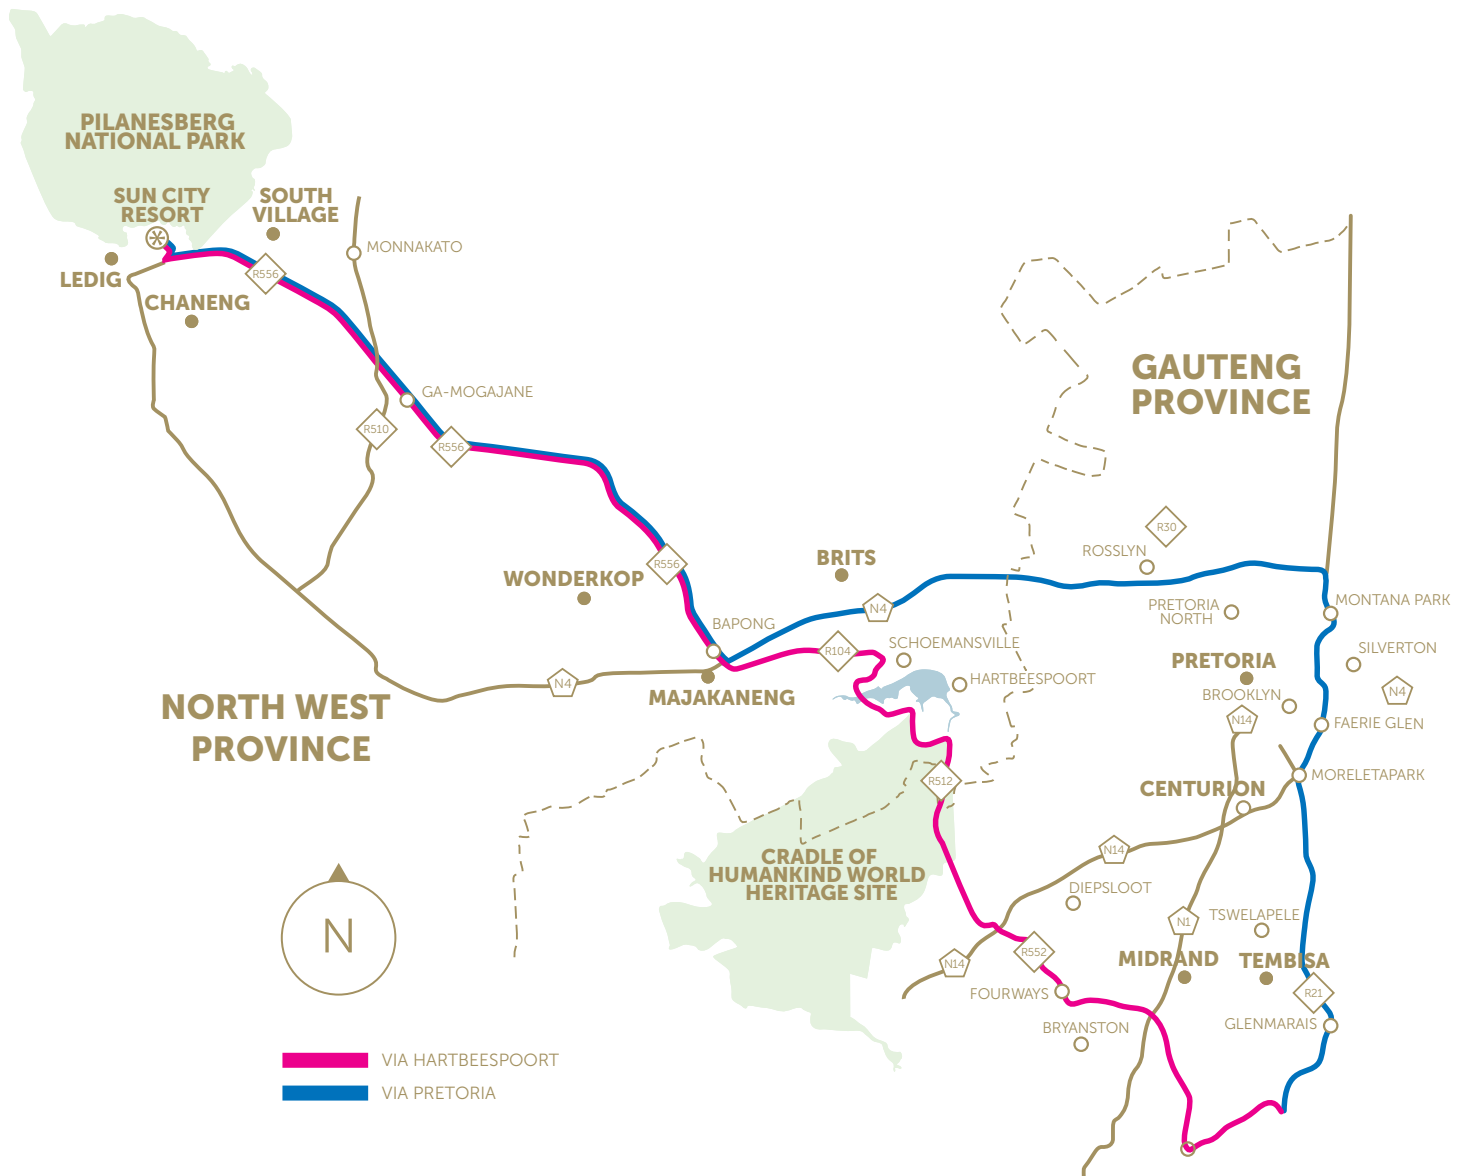 PILANESBERG
NATIONAL PARK
SUN CITY
RESORT
SOUTH
VILLAGE
MONNAKATO
LEDIG
R556
CHANENG
GAUTENG
PROVINCE
GA-MOGAJANE
R510
R556
R30
ROSSLYN
BRITS
R556
WONDERKOP
N4
MONTANA PARK
PRETORIA
NORTH
BAPONG
SCHOEMANSVILLE
R104
SILVERTON
PRETORIA
HARTBEESPOORT
N4
MAJAKANENG
BROOKLYN
N4
NORTH WEST
PROVINCE
N14
FAERIE GLEN
R512
MORELETAPARK
CENTURION
N14
CRADLE OF
HUMANKIND WORLD
HERITAGE SITE
DIEPSLOOT
TSWELAPELE
N1
N
R552
N14
MIDRAND
TEMBISA
FOURWAYS
R21
BRYANSTON
GLENMARAIS
VIA HARTBEESPOORT
VIA PRETORIA